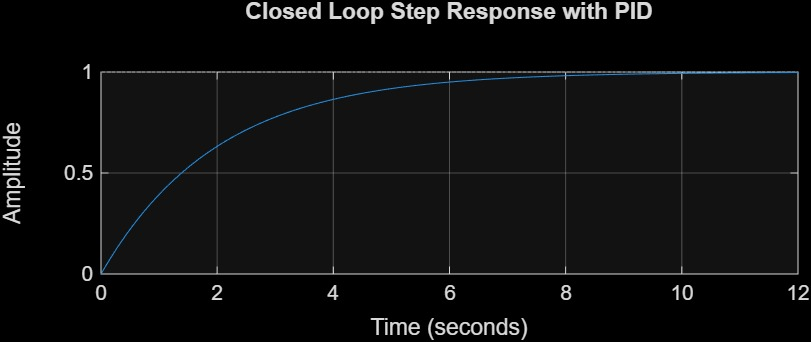 Closed Loop Step Response with PID
1
0.5
0
0 2 4 6 8 10 12
Amplitude
Time (seconds)